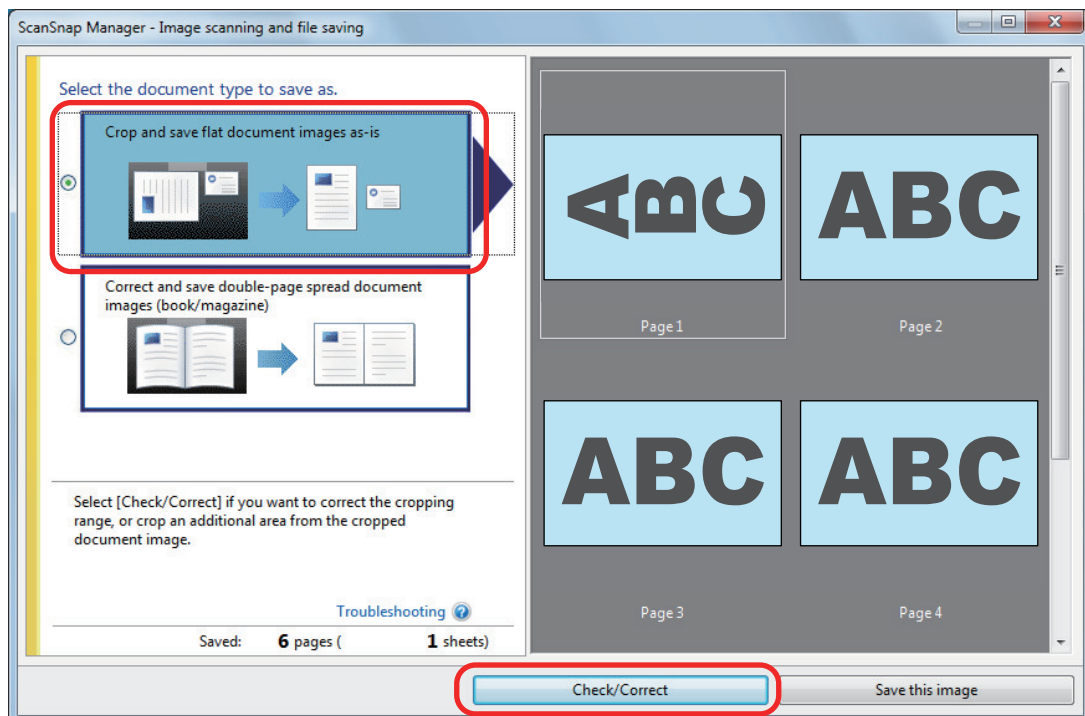 ScanSnap Manager - Image scanning and file saving
Select the document type to save as.
Crop and save flat document images as-is
Correct and save double-page spread document
images (book/magazine)
Select [Check/Correct] if you want to correct the cropping
range, or crop an additional area from the cropped
document image.
Troubleshooting ?
Saved: 6 pages ( 1 sheets)
ABC
ABC
Page 1
Page 2
ABC
ABC
Page 3
Page 4
Check/Correct
Save this image